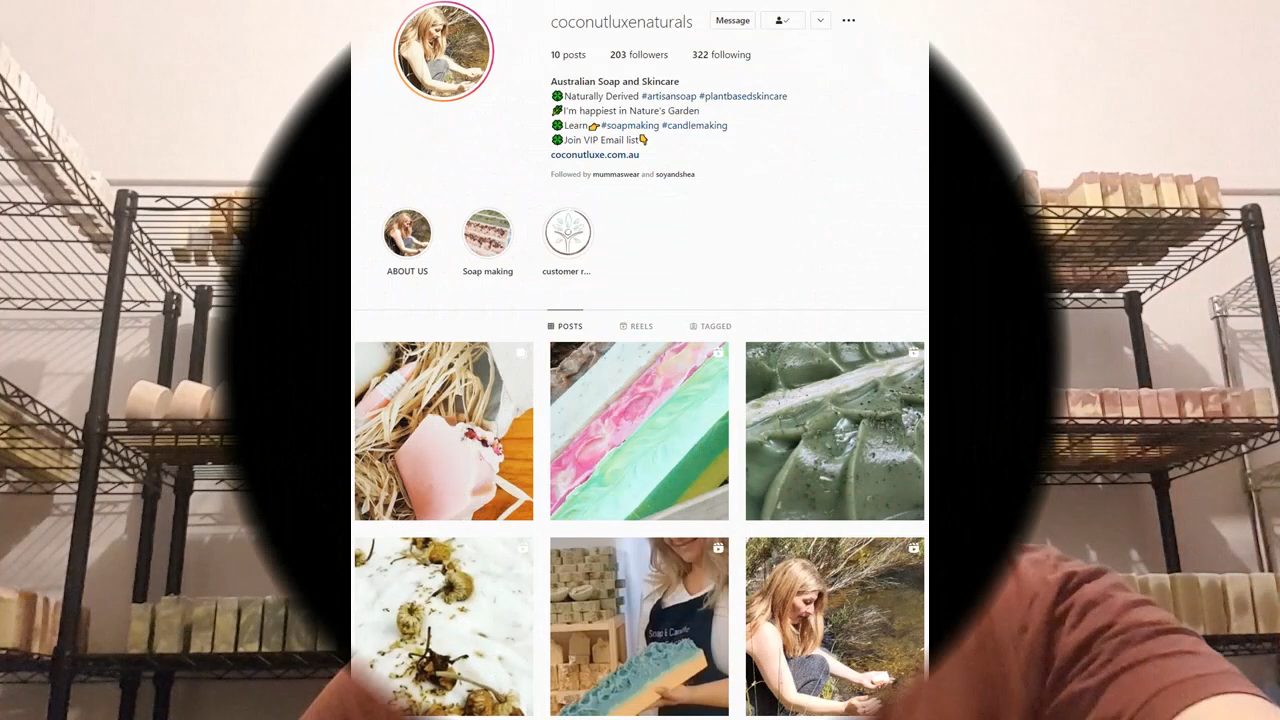 coconutluxenaturals Message
10 posts 203 followers 322 following
Australian Soap and Skincare
🍀Naturally Derived #artisansoap #plantbasedskincare
🌿I'm happiest in Nature's Garden
🍀Learn👉#soapmaking #candlemaking
🍀Join VIP Email list👇
coconutluxe.com.au
Followed by mummaswear and soyandshea
ABOUT US Soap making customer r...
POSTS REELS TAGGED
Soap &